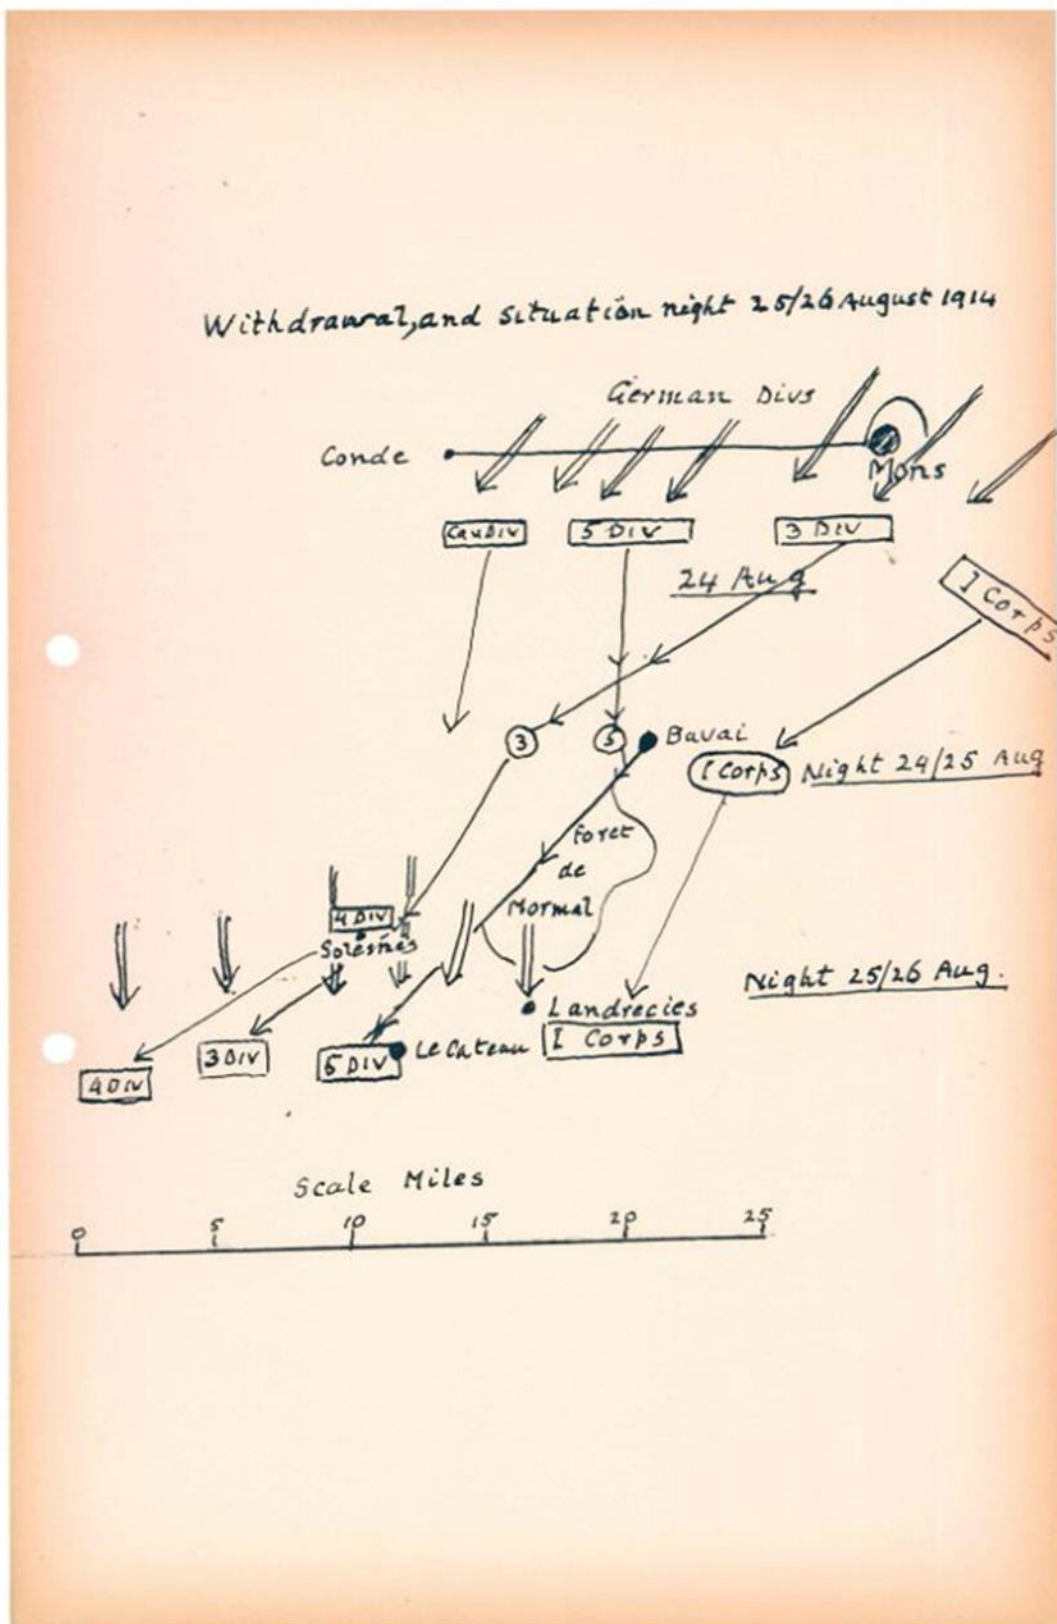 Withdrawal, and Situation night 25/26 August 1914
German Divs
Conde
Mons
Cav Div
5 Div
3 Div
24 Aug
I Corps
3
5
Bavai
I Corps
Night 24/25 Aug
Foret
de
Mormal
4 Div
Solesmes
Night 25/26 Aug.
Landrecies
I Corps
Le Cateau
4 Div
3 Div
5 Div
Scale Miles
0 5 10 15 20 25